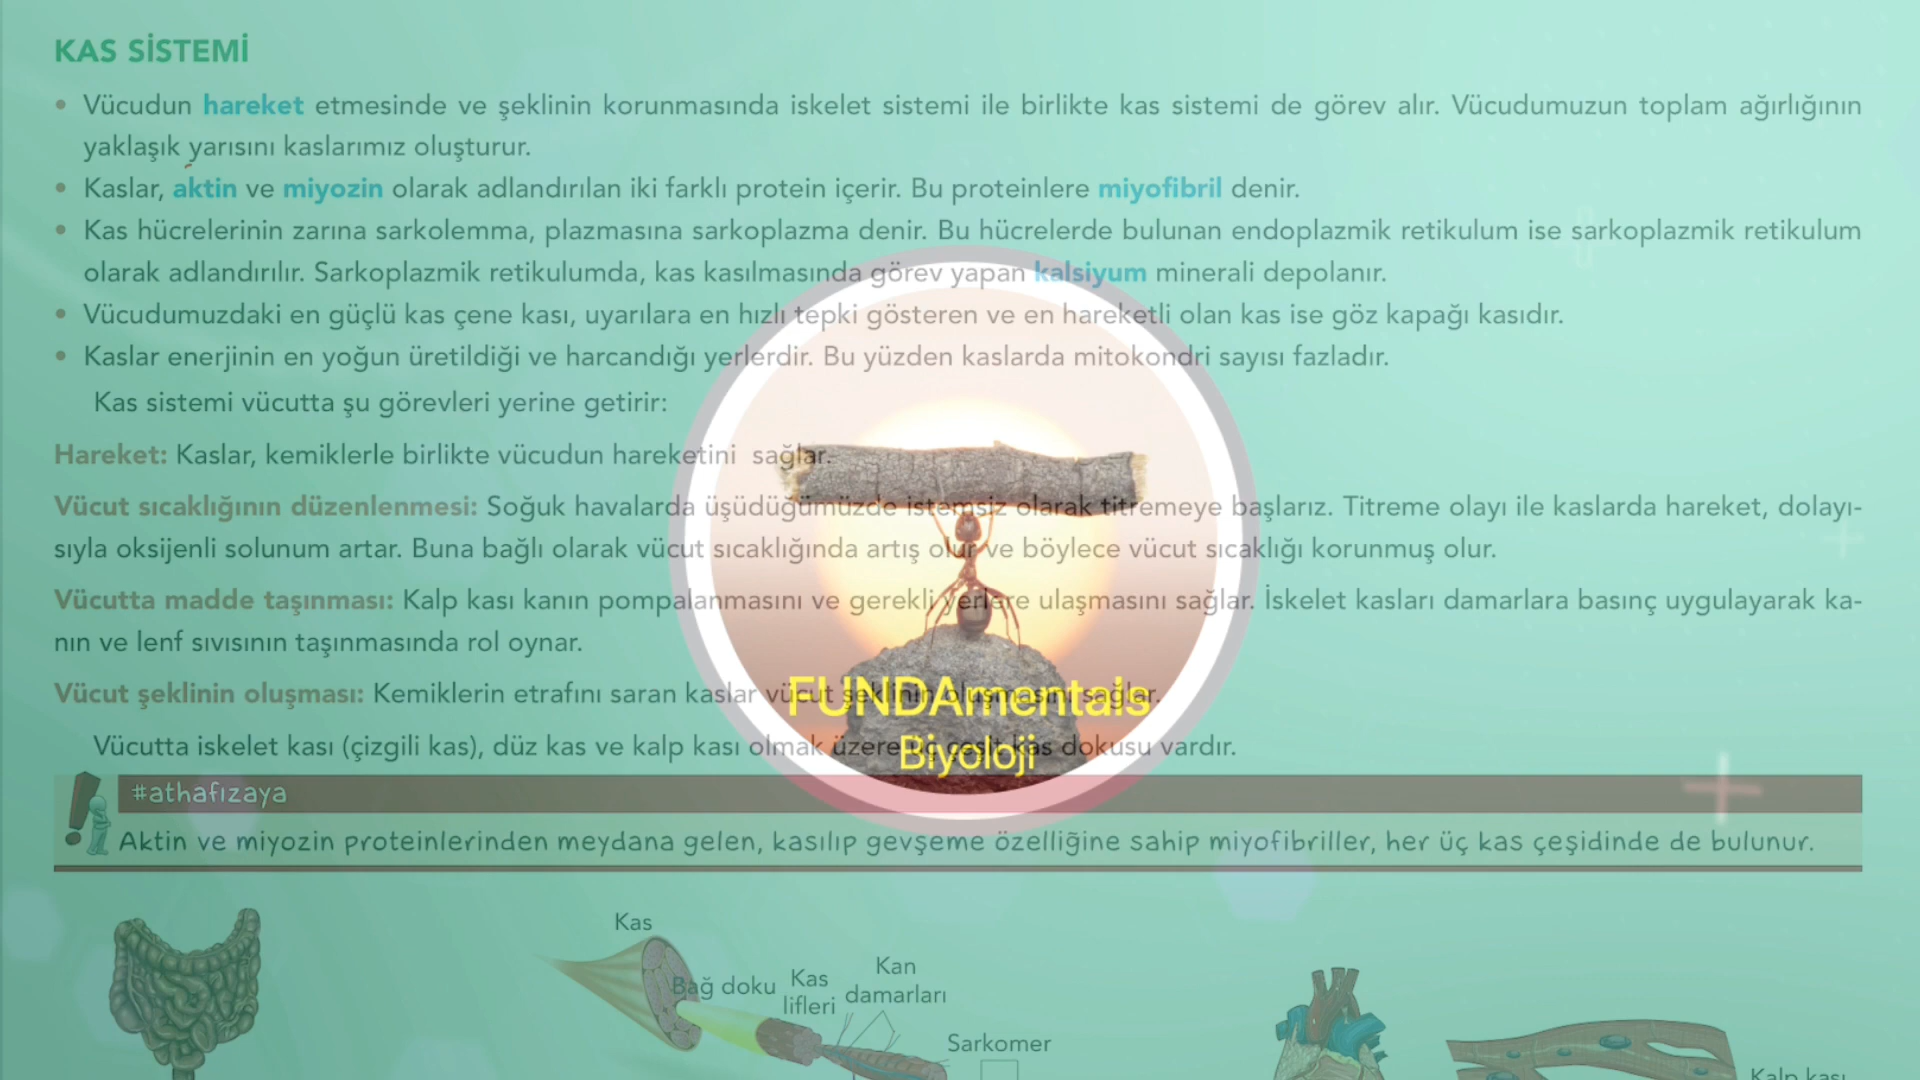 KAS SİSTEMİ
• Vücudun hareket etmesinde ve şeklinin korunmasında iskelet sistemi ile birlikte kas sistemi de görev alır. Vücudumuzun toplam ağırlığının
yaklaşık yarısını kaslarımız oluşturur.
• Kaslar, aktin ve miyozin olarak adlandırılan iki farklı protein içerir. Bu proteinlere miyofibril denir.
• Kas hücrelerinin zarına sarkolemma, plazmasına sarkoplazma denir. Bu hücrelerde bulunan endoplazmik retikulum ise sarkoplazmik retikulum
olarak adlandırılır. Sarkoplazmik retikulumda, kas kasılmasında görev yapan kalsiyum minerali depolanır.
• Vücudumuzdaki en güçlü kas çene kası, uyarılara en hızlı tepki gösteren ve en hareketli olan kas ise göz kapağı kasıdır.
• Kaslar enerjinin en yoğun üretildiği ve harcandığı yerlerdir. Bu yüzden kaslarda mitokondri sayısı fazladır.
Kas sistemi vücutta şu görevleri yerine getirir:
Hareket: Kaslar, kemiklerle birlikte vücudun hareketini sağlar.
Vücut sıcaklığının düzenlenmesi: Soğuk havalarda üşüdüğümüzde istemsiz olarak titremeye başlarız. Titreme olayı ile kaslarda hareket, dolayı-
sıyla oksijenli solunum artar. Buna bağlı olarak vücut sıcaklığında artış olur ve böylece vücut sıcaklığı korunmuş olur.
Vücutta madde taşınması: Kalp kası kanın pompalanmasını ve gerekli yerlere ulaşmasını sağlar. İskelet kasları damarlara basınç uygulayarak ka-
nın ve lenf sıvısının taşınmasında rol oynar.
Vücut şeklinin oluşması: Kemiklerin etrafını saran kaslar vücut şeklinin oluşmasını sağlar.
FUNDAmentals
Vücutta iskelet kası (çizgili kas), düz kas ve kalp kası olmak üzere üç çeşit kas dokusu vardır.
Biyoloji
#athafizaya
Aktin ve miyozin proteinlerinden meydana gelen, kasılıp gevşeme özelliğine sahip miyofibriller, her üç kas çeşidinde de bulunur.
Kas
Bağ doku
Kas
lifleri
Kan
damarları
Sarkomer
Kalp kası